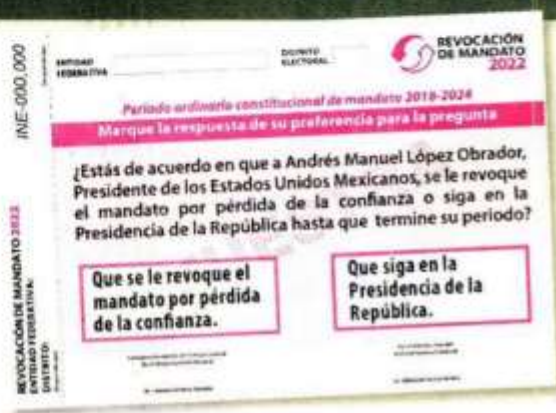 INE-000,000
REVOCACIÓN DE MANDATO 2022
ENTIDAD FEDERATIVA:
DISTRITO:
ENTIDAD
FEDERATIVA
DISTRITO
ELECTORAL
REVOCACIÓN
DE MANDATO
2022
Periodo ordinario constitucional de mandato 2018-2024
Marque la respuesta de su preferencia para la pregunta
¿Estás de acuerdo en que a Andrés Manuel López Obrador,
Presidente de los Estados Unidos Mexicanos, se le revoque
el mandato por pérdida de la confianza o siga en la
Presidencia de la República hasta que termine su periodo?
Que se le revoque el
mandato por pérdida
de la confianza.
Que siga en la
Presidencia de la
República.